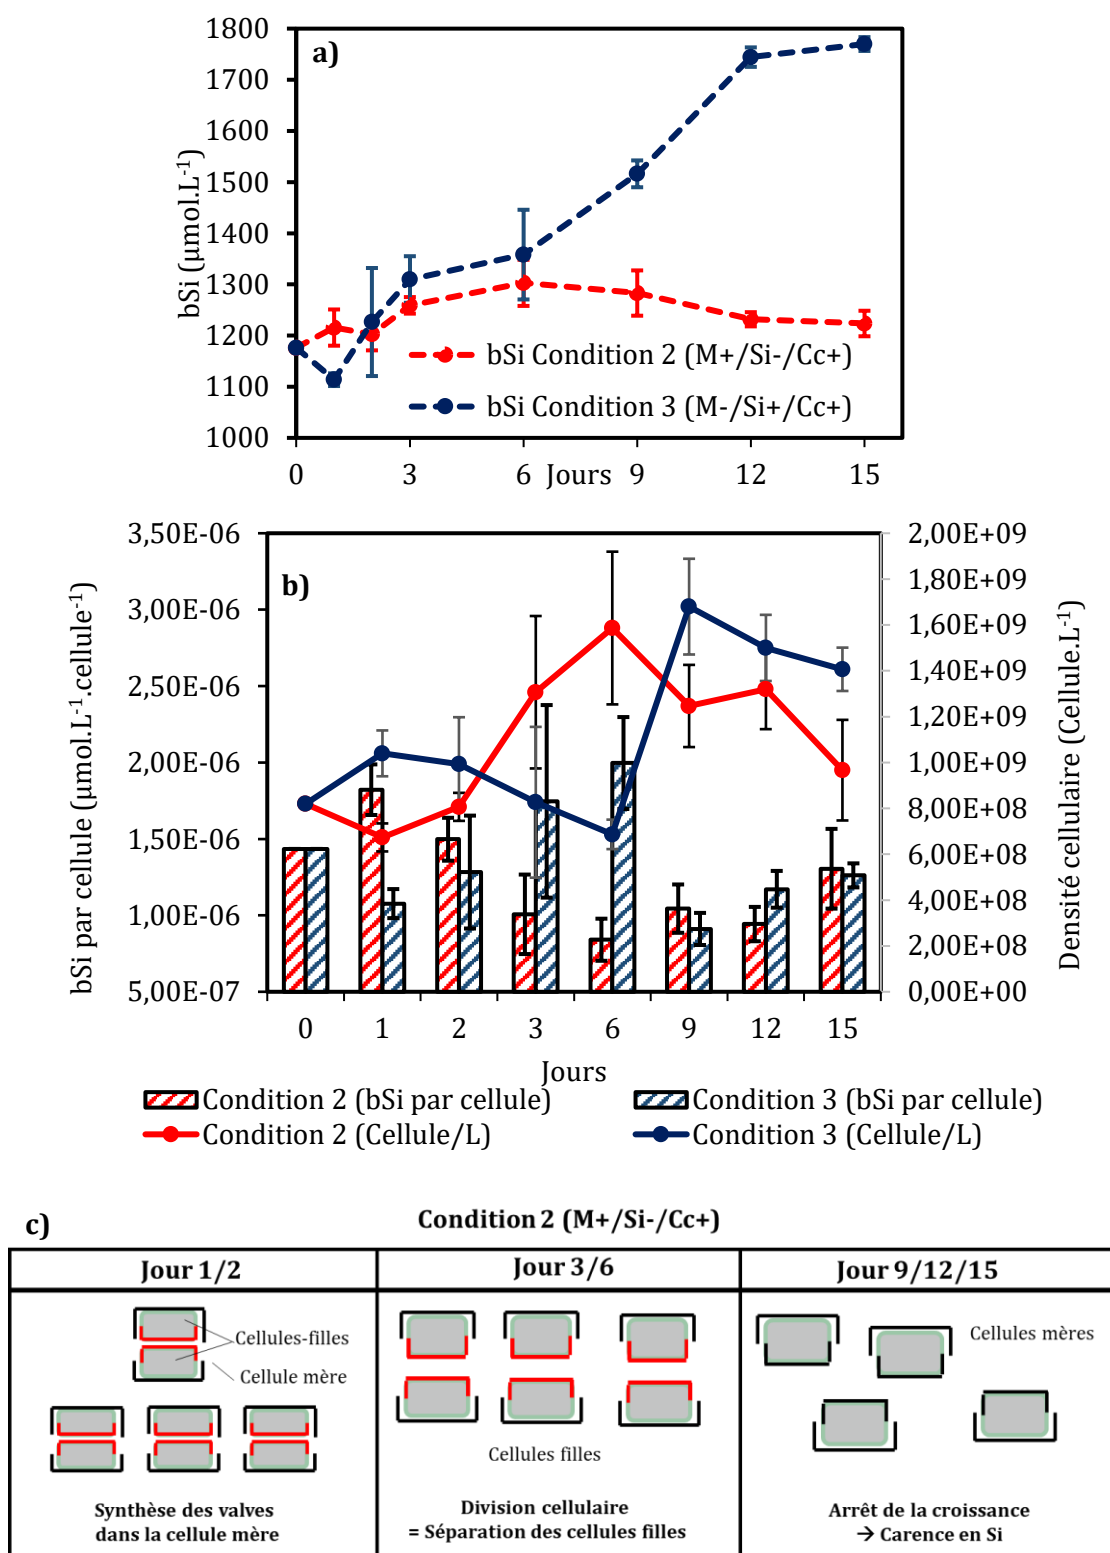 a)
1800
1700
1600
1500
1400
1300
1200
1100
1000
bSi (µmol.L⁻¹)
bSi Condition 2 (M+/Si-/Cc+)
bSi Condition 3 (M-/Si+/Cc+)
0 3 6 9 12 15
Jours
b)
3,50E-06
3,00E-06
2,50E-06
2,00E-06
1,50E-06
1,00E-06
5,00E-07
bSi par cellule (µmol.L⁻¹.cellule⁻¹)
2,00E+09
1,80E+09
1,60E+09
1,40E+09
1,20E+09
1,00E+09
8,00E+08
6,00E+08
4,00E+08
2,00E+08
0,00E+00
Densité cellulaire (Cellule.L⁻¹)
0 1 2 3 6 9 12 15
Jours
Condition 2 (bSi par cellule)
Condition 3 (bSi par cellule)
Condition 2 (Cellule/L)
Condition 3 (Cellule/L)
c)
Condition 2 (M+/Si-/Cc+)
Jour 1/2
Cellules-filles
Cellule mère
Synthèse des valves
dans la cellule mère
Jour 3/6
Cellules filles
Division cellulaire
= Séparation des cellules filles
Jour 9/12/15
Cellules mères
Arrêt de la croissance
→ Carence en Si